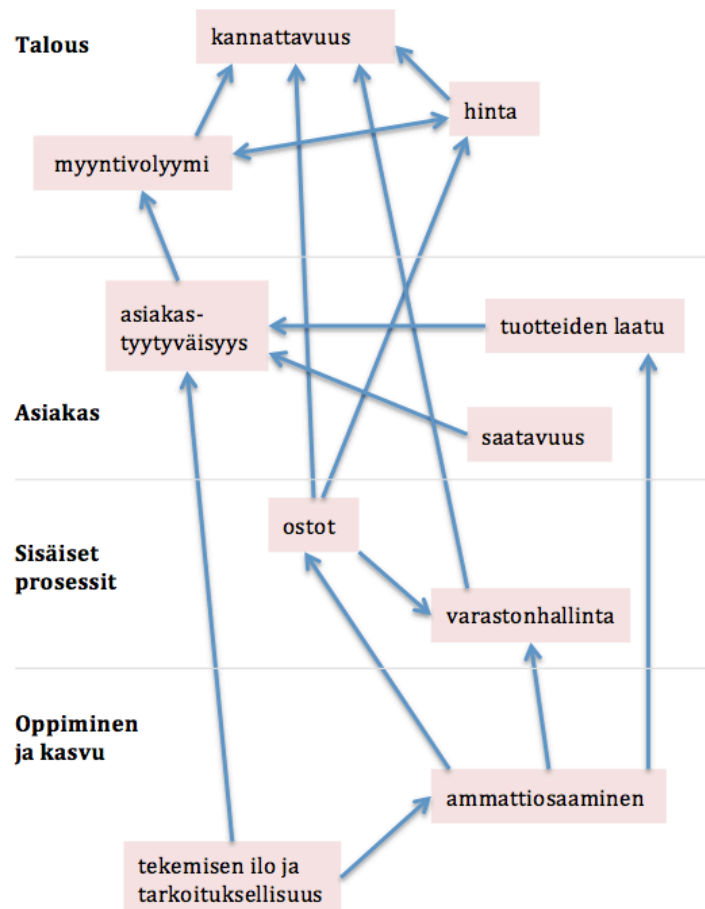 Talous
kannattavuus
hinta
myyntivolyymi
asiakas-
tyytyväisyys
tuotteiden laatu
Asiakas
saatavuus
ostot
Sisäiset
prosessit
varastonhallinta
Oppiminen
ja kasvu
ammattiosaaminen
tekemisen ilo ja
tarkoituksellisuus